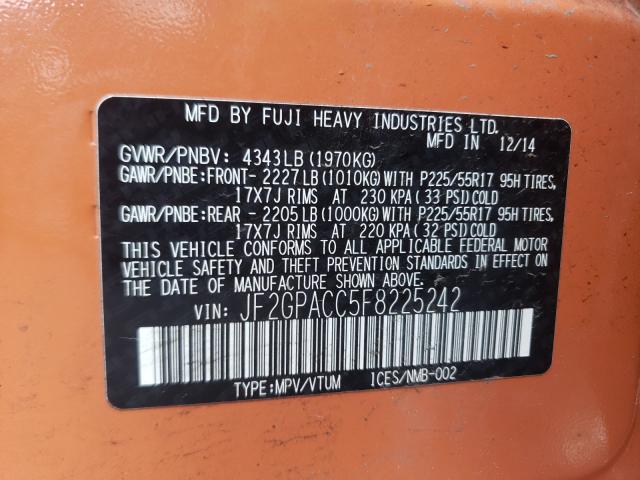 MFD BY FUJI HEAVY INDUSTRIES LTD.
MFD IN 12/14
GVWR/PNBV: 4343LB (1970KG)
GAWR/PNBE:FRONT- 2227LB (1010KG) WITH P225/55R17 95H TIRES,
17X7J RIMS AT 230 KPA (33 PSI) COLD
GAWR/PNBE:REAR - 2205LB (1000KG) WITH P225/55R17 95H TIRES,
17X7J RIMS AT 220 KPA (32 PSI) COLD
THIS VEHICLE CONFORMS TO ALL APPLICABLE FEDERAL MOTOR
VEHICLE SAFETY AND THEFT PREVENTION STANDARDS IN EFFECT ON
THE DATE OF MANUFACTURE SHOWN ABOVE.
VIN: JF2GPACC5F8225242
TYPE:MPV/VTUM ICES/NMB-002